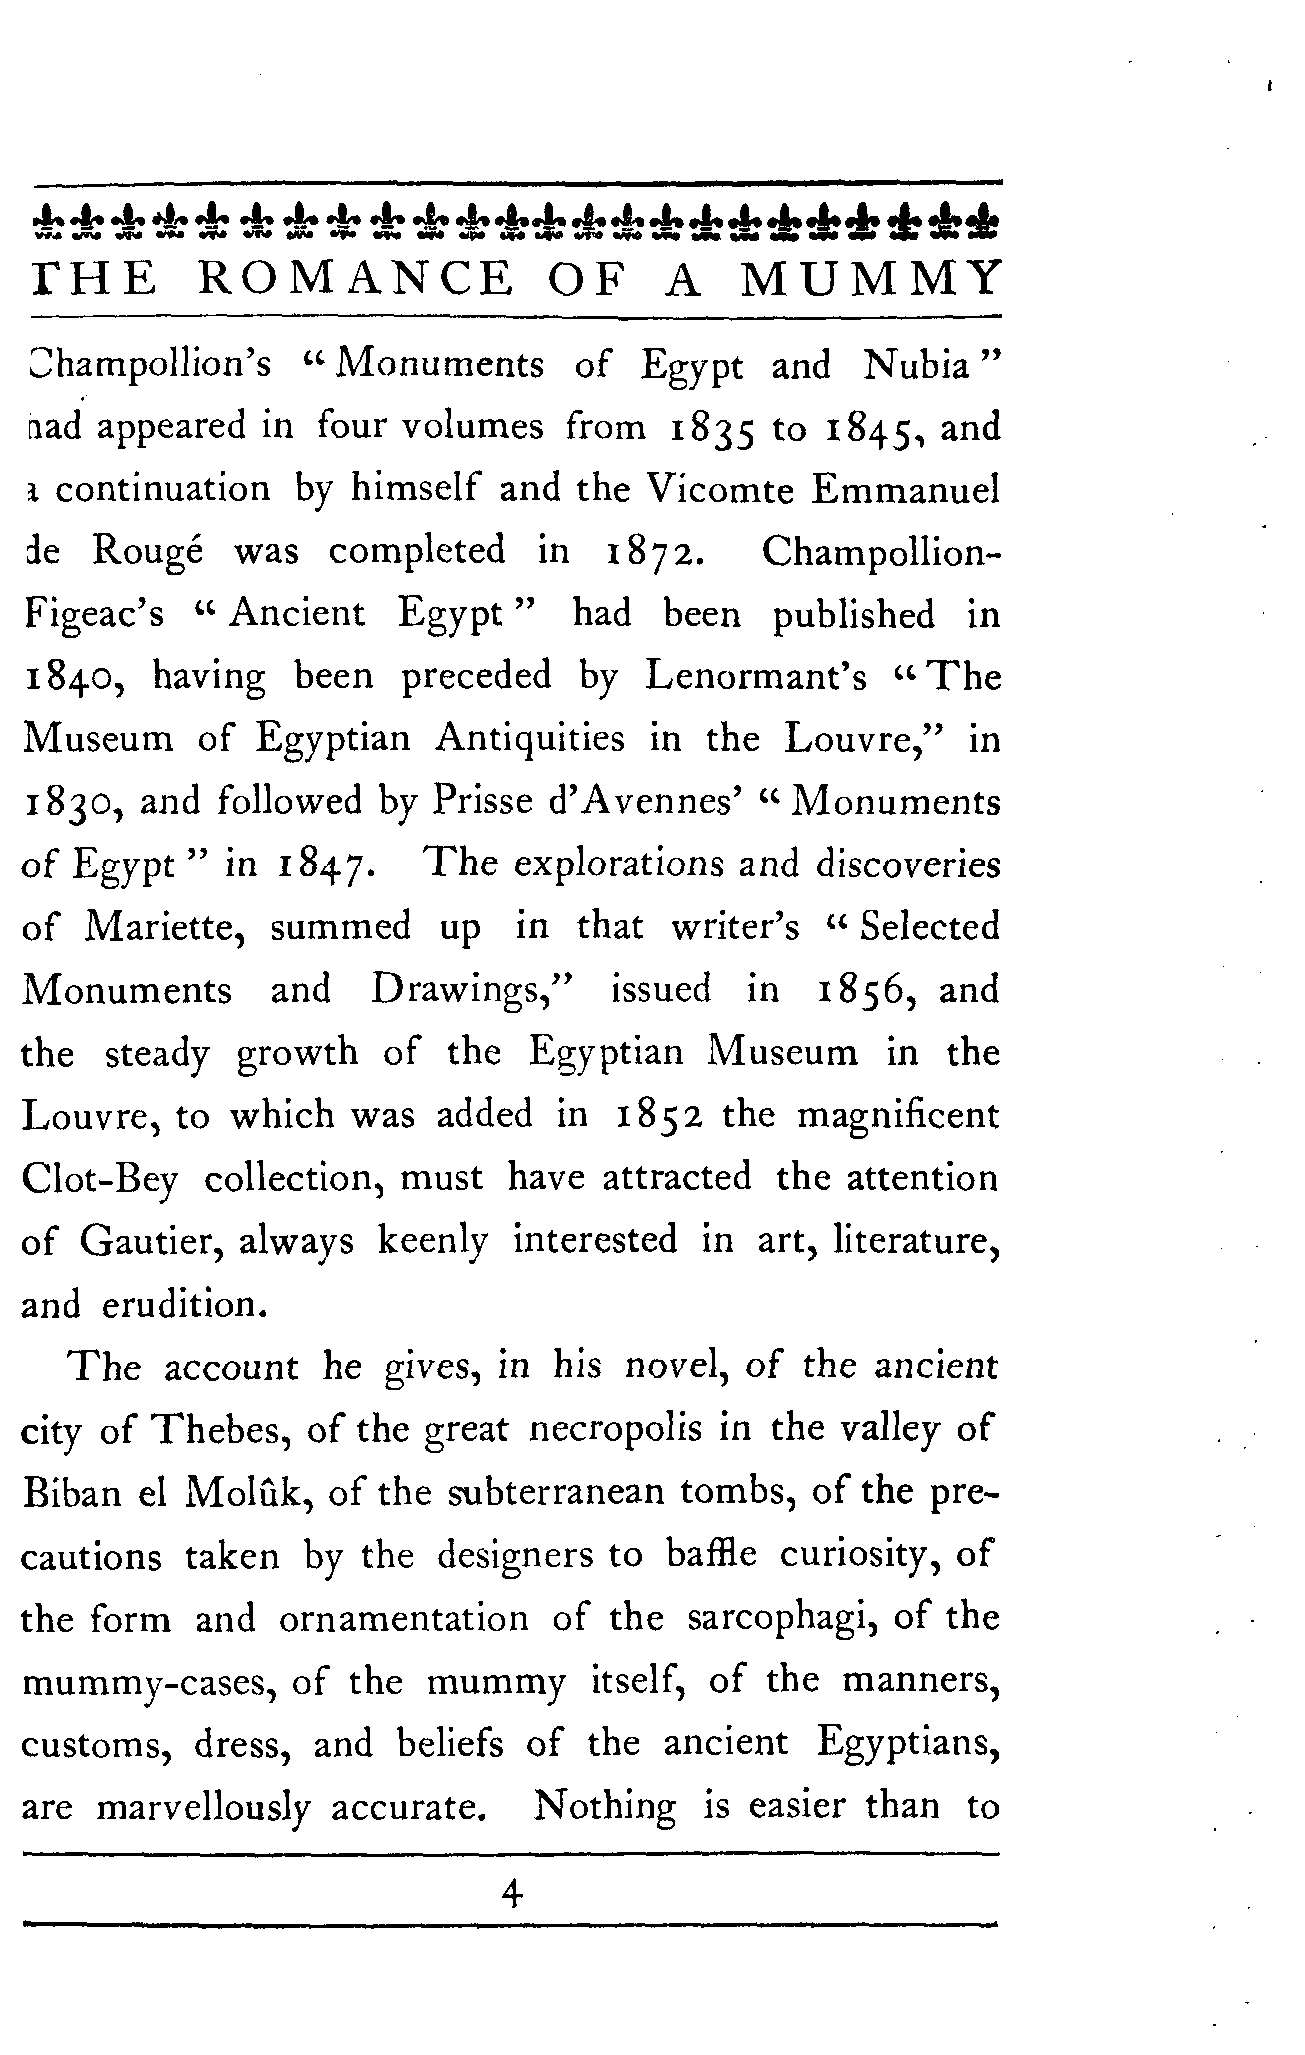 THE ROMANCE OF A MUMMY
Champollion's “Monuments of Egypt and Nubia”
had appeared in four volumes from 1835 to 1845, and
a continuation by himself and the Vicomte Emmanuel
de Rougé was completed in 1872. Champollion-
Figeac's “Ancient Egypt” had been published in
1840, having been preceded by Lenormant's “The
Museum of Egyptian Antiquities in the Louvre,” in
1830, and followed by Prisse d'Avennes' “Monuments
of Egypt” in 1847. The explorations and discoveries
of Mariette, summed up in that writer's “Selected
Monuments and Drawings,” issued in 1856, and
the steady growth of the Egyptian Museum in the
Louvre, to which was added in 1852 the magnificent
Clot-Bey collection, must have attracted the attention
of Gautier, always keenly interested in art, literature,
and erudition.
The account he gives, in his novel, of the ancient
city of Thebes, of the great necropolis in the valley of
Biban el Molûk, of the subterranean tombs, of the pre-
cautions taken by the designers to baffle curiosity, of
the form and ornamentation of the sarcophagi, of the
mummy-cases, of the mummy itself, of the manners,
customs, dress, and beliefs of the ancient Egyptians,
are marvellously accurate. Nothing is easier than to
4